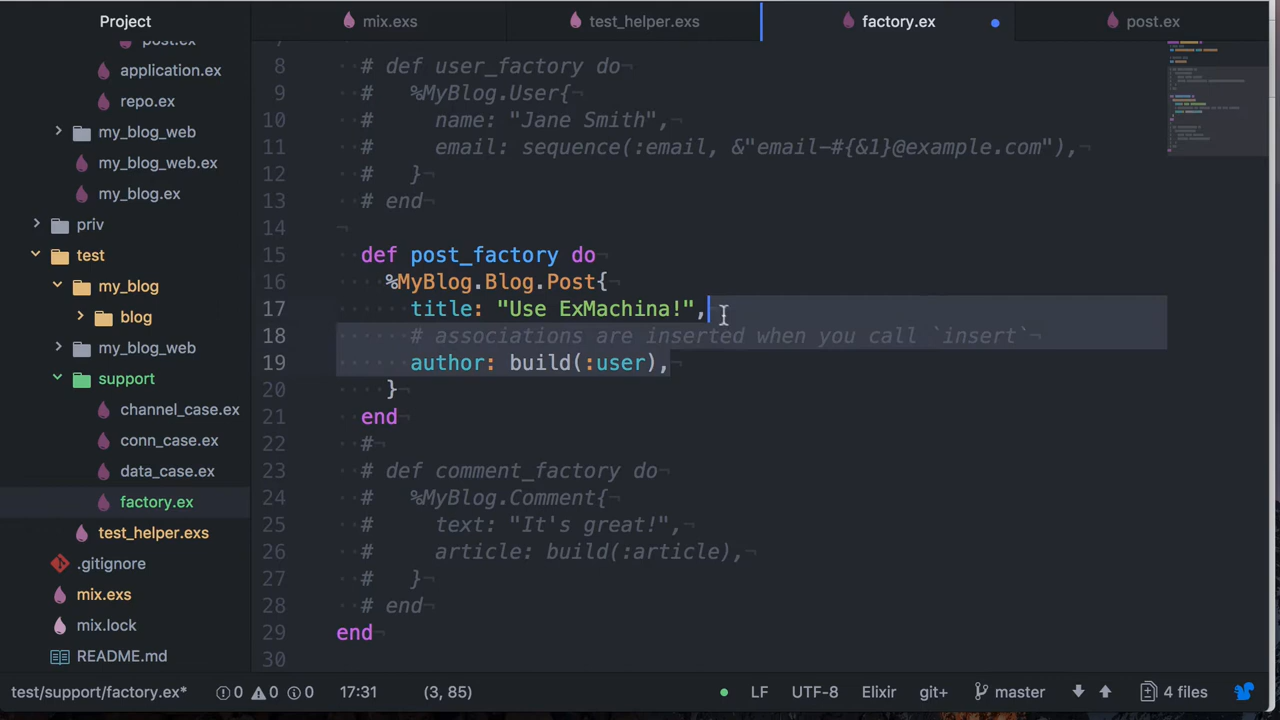 Project
mix.exs
test_helper.exs
factory.ex
post.ex
post.ex
application.ex
repo.ex
my_blog_web
my_blog_web.ex
my_blog.ex
priv
test
my_blog
blog
my_blog_web
support
channel_case.ex
conn_case.ex
data_case.ex
factory.ex
test_helper.exs
.gitignore
mix.exs
mix.lock
README.md
7
8 # def user_factory do
9 # %MyBlog.User{
10 # name: "Jane Smith",
11 # email: sequence(:email, &"email-#{&1}@example.com"),
12 # }
13 # end
14
15 def post_factory do
16 %MyBlog.Blog.Post{
17 title: "Use ExMachina!",
18 # associations are inserted when you call `insert`
19 author: build(:user),
20 }
21 end
22 #
23 # def comment_factory do
24 # %MyBlog.Comment{
25 # text: "It's great!",
26 # article: build(:article),
27 # }
28 # end
29 end
30
test/support/factory.ex* 0 0 0 17:31 (3, 85) LF UTF-8 Elixir git+ master 4 files